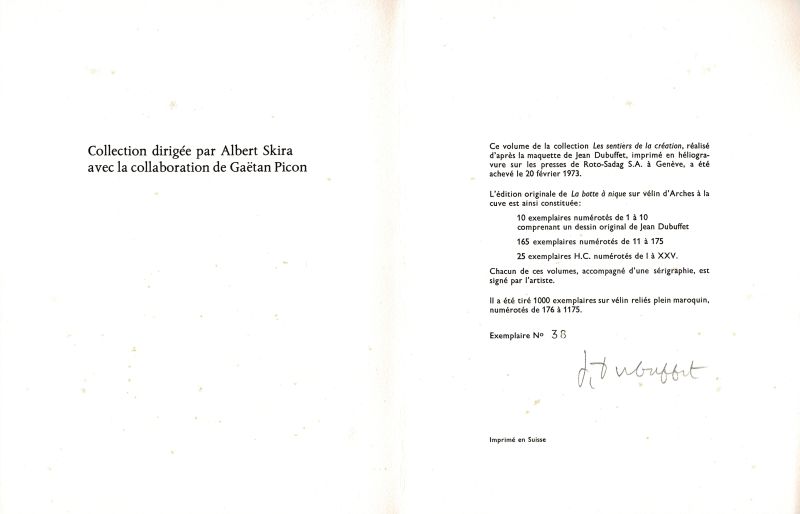 Collection dirigée par Albert Skira
avec la collaboration de Gaëtan Picon
Ce volume de la collection Les sentiers de la création, réalisé
d'après la maquette de Jean Dubuffet, imprimé en héliogra-
vure sur les presses de Roto-Sadag S.A. à Genève, a été
achevé le 20 février 1973.
L'édition originale de La botte à nique sur vélin d'Arches à la
cuve est ainsi constituée:
10 exemplaires numérotés de 1 à 10
comprenant un dessin original de Jean Dubuffet
165 exemplaires numérotés de 11 à 175
25 exemplaires H.C. numérotés de I à XXV.
Chacun de ces volumes, accompagné d'une sérigraphie, est
signé par l'artiste.
Il a été tiré 1000 exemplaires sur vélin reliés plein maroquin,
numérotés de 176 à 1175.
Exemplaire Nº 38
J. Dubuffet
Imprimé en Suisse